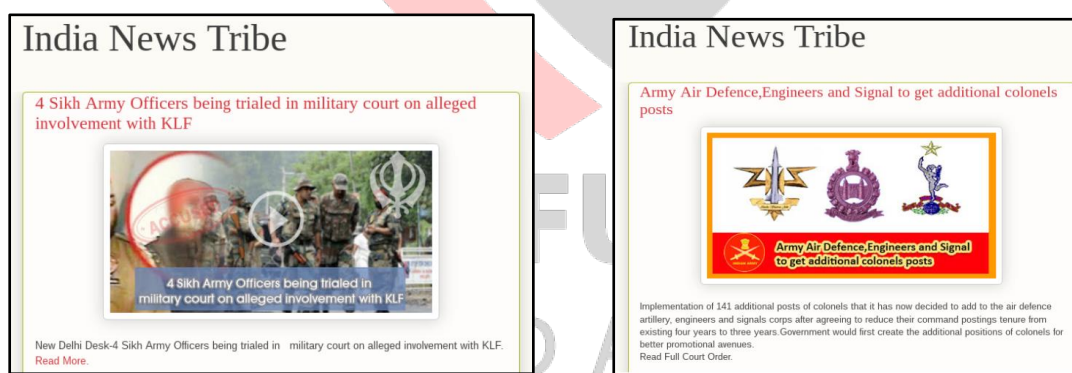 India News Tribe
4 Sikh Army Officers being trialed in military court on alleged
involvement with KLF
4 Sikh Army Officers being trialed in
military court on alleged involvement with KLF
New Delhi Desk-4 Sikh Army Officers being trialed in military court on alleged involvement with KLF.
Read More.
India News Tribe
Army Air Defence,Engineers and Signal to get additional colonels
posts
Army Air Defence,Engineers and Signal
to get additional colonels posts
Implementation of 141 additional posts of colonels that it has now decided to add to the air defence
artillery, engineers and signals corps after agreeing to reduce their command postings tenure from
existing four years to three years.Government would first create the additional positions of colonels for
better promotional avenues.
Read Full Court Order.